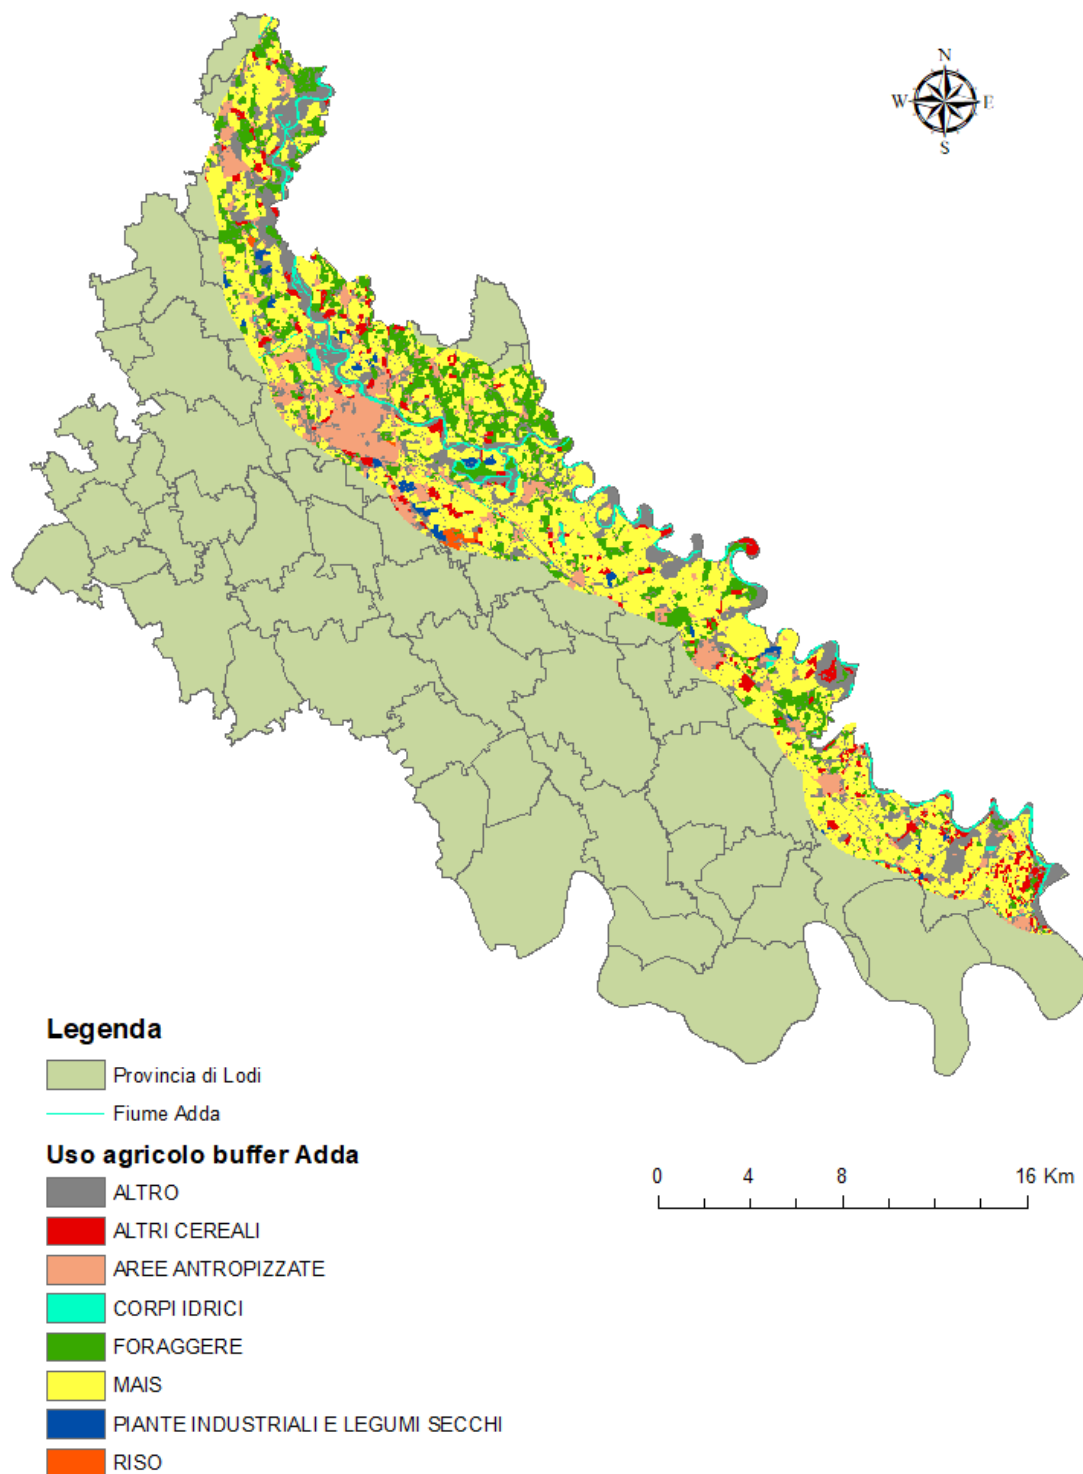 N
W E
S
Legenda
Provincia di Lodi
Fiume Adda
Uso agricolo buffer Adda
ALTRO
ALTRI CEREALI
AREE ANTROPIZZATE
CORPI IDRICI
FORAGGERE
MAIS
PIANTE INDUSTRIALI E LEGUMI SECCHI
RISO
0 4 8 16 Km